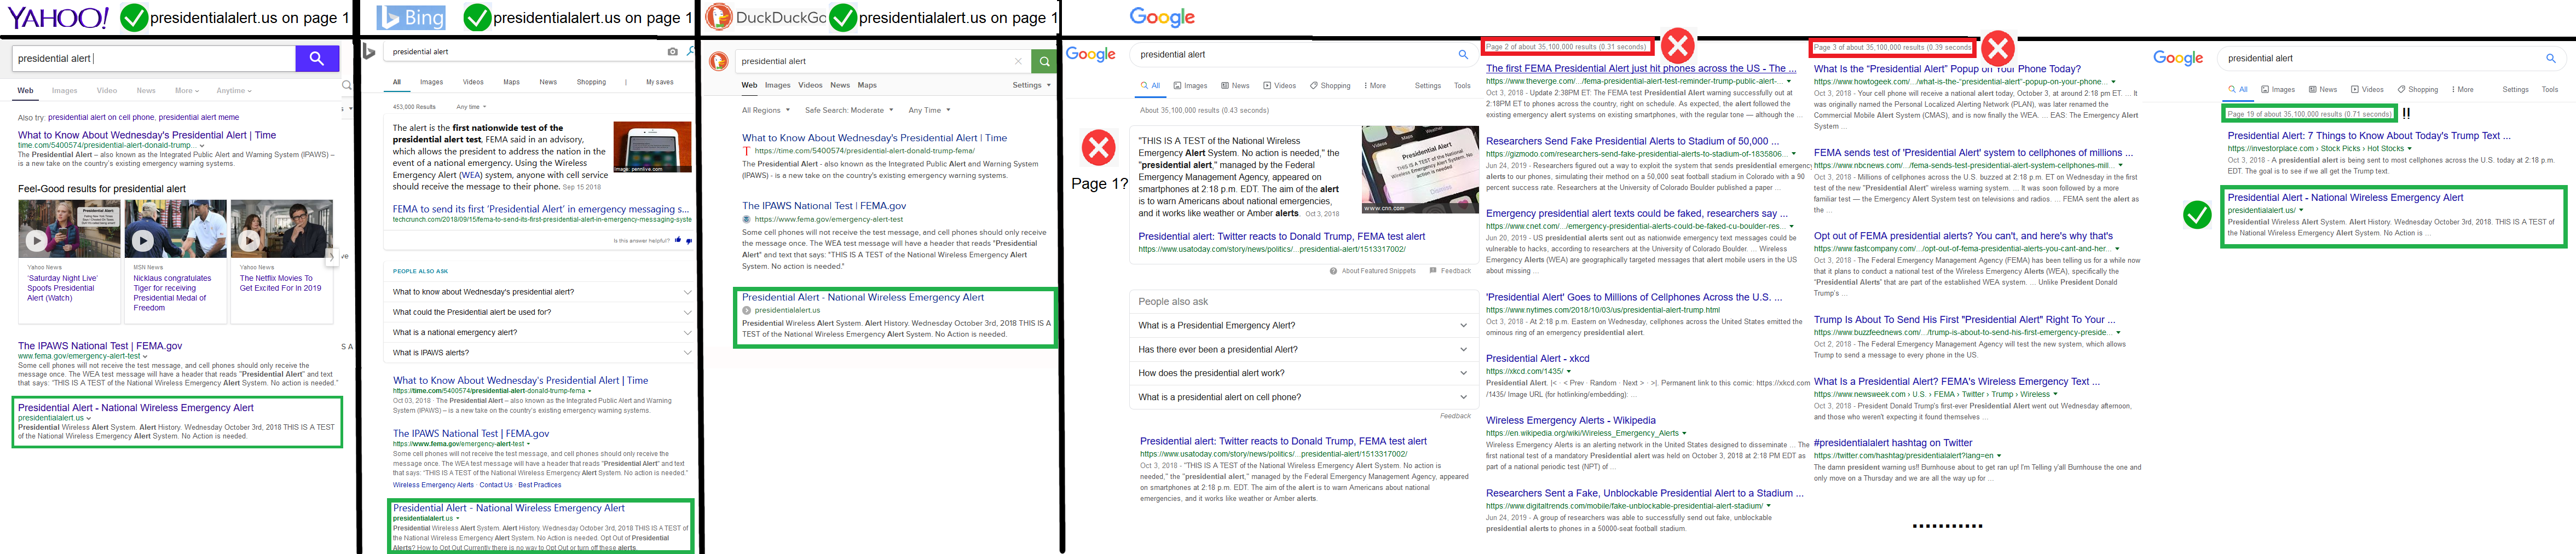 YAHOO!
presidentialalert.us on page 1
presidential alert
Web Images Video News More Anytime
Also try: presidential alert on cell phone, presidential alert meme
What to Know About Wednesday's Presidential Alert | Time
time.com/5400574/presidential-alert-donald-trump...
The Presidential Alert – also known as the Integrated Public Alert and Warning System (IPAWS) –
is a new take on the country's existing emergency warning systems.
Feel-Good results for presidential alert
Yahoo News
'Saturday Night Live'
Spoofs Presidential
Alert (Watch)
MSN News
Nicklaus congratulates
Tiger for receiving
Presidential Medal of
Freedom
Yahoo News
The Netflix Movies To
Get Excited For In 2019
The IPAWS National Test | FEMA.gov
www.fema.gov/emergency-alert-test
Some cell phones will not receive the test message, and cell phones should only receive the
message once. The WEA test message will have a header that reads "Presidential Alert" and text
that says: "THIS IS A TEST of the National Wireless Emergency Alert System. No action is needed."
Presidential Alert - National Wireless Emergency Alert
presidentialalert.us
Presidential Wireless Alert System. Alert History. Wednesday October 3rd, 2018 THIS IS A TEST
of the National Wireless Emergency Alert System. No Action is needed.
Bing
presidentialalert.us on page 1
presidential alert
All Images Videos Maps News Shopping | My saves
453,000 Results Any time
The alert is the first nationwide test of the
presidential alert test, FEMA said in an advisory,
which allows the president to address the nation in the
event of a national emergency. Using the Wireless
Emergency Alert (WEA) system, anyone with cell service
should receive the message to their phone. Sep 15 2018
Image: pennlive.com
FEMA to send its first 'Presidential Alert' in emergency messaging s...
techcrunch.com/2018/09/15/fema-to-send-its-first-presidential-alert-in-emergency-messaging-syste
Is this answer helpful?
PEOPLE ALSO ASK
What to know about Wednesday's presidential alert?
What could the Presidential alert be used for?
What is a national emergency alert?
What is IPAWS alerts?
What to Know About Wednesday's Presidential Alert | Time
https://time.com/5400574/presidential-alert-donald-trump-fema
Oct 03, 2018 · The Presidential Alert – also known as the Integrated Public Alert and Warning
System (IPAWS) – is a new take on the country's existing emergency warning systems.
The IPAWS National Test | FEMA.gov
https://www.fema.gov/emergency-alert-test
Some cell phones will not receive the test message, and cell phones should only receive the
message once. The WEA test message will have a header that reads "Presidential Alert" and text
that says: "THIS IS A TEST of the National Wireless Emergency Alert System. No action is needed."
Wireless Emergency Alerts · Contact Us · Best Practices
Presidential Alert - National Wireless Emergency Alert
presidentialalert.us
Presidential Wireless Alert System. Alert History. Wednesday October 3rd, 2018 THIS IS A TEST of
the National Wireless Emergency Alert System. No Action is needed. Opt Out of Presidential
Alerts? How to Opt Out Currently there is no way to Opt Out or turn off these alerts.
DuckDuckGo
presidentialalert.us on page 1
presidential alert
Web Images Videos News Maps Settings
All Regions Safe Search: Moderate Any Time
What to Know About Wednesday's Presidential Alert | Time
https://time.com/5400574/presidential-alert-donald-trump-fema/
The Presidential Alert - also known as the Integrated Public Alert and Warning System
(IPAWS) - is a new take on the country's existing emergency warning systems.
The IPAWS National Test | FEMA.gov
https://www.fema.gov/emergency-alert-test
Some cell phones will not receive the test message, and cell phones should only receive
the message once. The WEA test message will have a header that reads "Presidential
Alert" and text that says: "THIS IS A TEST of the National Wireless Emergency Alert
System. No action is needed."
Presidential Alert - National Wireless Emergency Alert
presidentialalert.us
Presidential Wireless Alert System. Alert History. Wednesday October 3rd, 2018 THIS IS A
TEST of the National Wireless Emergency Alert System. No Action is needed.
Google
Google
presidential alert
All Images News Videos Shopping More Settings Tools
About 35,100,000 results (0.43 seconds)
Page 1?
"THIS IS A TEST of the National Wireless
Emergency Alert System. No action is needed," the
"presidential alert," managed by the Federal
Emergency Management Agency, appeared on
smartphones at 2:18 p.m. EDT. The aim of the alert
is to warn Americans about national emergencies,
and it works like weather or Amber alerts. Oct 3, 2018
www.cnn.com
Presidential alert: Twitter reacts to Donald Trump, FEMA test alert
https://www.usatoday.com/story/news/politics/...presidential-alert/1513317002/
About Featured Snippets Feedback
People also ask
What is a Presidential Emergency Alert?
Has there ever been a presidential Alert?
How does the presidential alert work?
What is a presidential alert on cell phone?
Feedback
Presidential alert: Twitter reacts to Donald Trump, FEMA test alert
https://www.usatoday.com/story/news/politics/...presidential-alert/1513317002/
Oct 3, 2018 - "THIS IS A TEST of the National Wireless Emergency Alert System. No action is
needed," the "presidential alert," managed by the Federal Emergency Management Agency, appeared
on smartphones at 2:18 p.m. EDT. The aim of the alert is to warn Americans about national
emergencies, and it works like weather or Amber alerts.
Page 2 of about 35,100,000 results (0.31 seconds)
The first FEMA Presidential Alert just hit phones across the US - The ...
https://www.theverge.com/.../fema-presidential-alert-test-reminder-trump-public-alert-...
Oct 3, 2018 - Update 2:38PM ET: The FEMA test Presidential Alert warning successfully out at
2:18PM ET to phones across the country, right on schedule. As expected, the alert followed the
existing emergency alert systems on existing smartphones, with the regular tone — although the ...
Researchers Send Fake Presidential Alerts to Stadium of 50,000 ...
https://gizmodo.com/researchers-send-fake-presidential-alerts-to-stadium-of-1835806...
Jun 24, 2019 - Researchers figured out a way to exploit the system that sends presidential emergency
alerts to our phones, simulating their method on a 50,000 seat football stadium in Colorado with a 90
percent success rate. Researchers at the University of Colorado Boulder published a paper ...
Emergency presidential alert texts could be faked, researchers say ...
https://www.cnet.com/.../emergency-presidential-alerts-could-be-faked-cu-boulder-res...
Jun 20, 2019 - US presidential alerts sent out as nationwide emergency text messages could be
vulnerable to hacks, according to researchers at the University of Colorado Boulder. ... Wireless
Emergency Alerts (WEA) are geographically targeted messages that alert mobile users in the US
about missing ...
'Presidential Alert' Goes to Millions of Cellphones Across the U.S. ...
https://www.nytimes.com/2018/10/03/us/presidential-alert-trump.html
Oct 3, 2018 - At 2:18 p.m. Eastern on Wednesday, cellphones across the United States emitted the
ominous ring of an emergency presidential alert.
Presidential Alert - xkcd
https://xkcd.com/1435/
Presidential Alert. |< · < Prev · Random · Next > · >|. Permanent link to this comic: https://xkcd.com
/1435/ Image URL (for hotlinking/embedding): ...
Wireless Emergency Alerts - Wikipedia
https://en.wikipedia.org/wiki/Wireless_Emergency_Alerts
Wireless Emergency Alerts is an alerting network in the United States designed to disseminate ... The
first national test of a mandatory Presidential alert was held on October 3, 2018 at 2:18 PM EDT as
part of a national periodic test (NPT) of ...
Researchers Sent a Fake, Unblockable Presidential Alert to a Stadium ...
https://www.digitaltrends.com/mobile/fake-unblockable-presidential-alert-stadium/
Jun 24, 2019 - A group of researchers was able to successfully send out fake, unblockable
presidential alerts to phones in a 50000-seat football stadium.
Page 3 of about 35,100,000 results (0.39 seconds
What Is the "Presidential Alert" Popup on Your Phone Today?
https://www.howtogeek.com/.../what-is-the-"presidential-alert"-popup-on-your-phone...
Oct 3, 2018 - Your cell phone will receive a national alert today, October 3, at around 2:18 pm ET. ... It
was originally named the Personal Localized Alerting Network (PLAN), was later renamed the
Commercial Mobile Alert System (CMAS), and is now finally the WEA. ... EAS: The Emergency Alert
System ...
FEMA sends test of 'Presidential Alert' system to cellphones of millions ...
https://www.nbcnews.com/.../fema-sends-test-presidential-alert-system-cellphones-mill...
Oct 3, 2018 - Millions of cellphones across the U.S. buzzed at 2:18 p.m. ET on Wednesday in the first
test of the new "Presidential Alert" wireless warning system. ... It was soon followed by a more
familiar test — the Emergency Alert System test on televisions and radios. ... FEMA sent the alert as
the ...
Opt out of FEMA presidential alerts? You can't, and here's why that's
https://www.fastcompany.com/.../opt-out-of-fema-presidential-alerts-you-cant-and-her...
Oct 3, 2018 - The Federal Emergency Management Agency (FEMA) has been telling us for a while now
that it plans to conduct a national test of the Wireless Emergency Alerts (WEA), specifically the
"Presidential Alerts" that are part of the established WEA system. ... Unlike President Donald
Trump's ...
Trump Is About To Send His First "Presidential Alert" Right To Your ...
https://www.buzzfeednews.com/.../trump-is-about-to-send-his-first-emergency-preside...
Oct 2, 2018 - The Federal Emergency Management Agency will test the new system, which allows
Trump to send a message to every phone in the US.
What Is a Presidential Alert? FEMA's Wireless Emergency Text ...
https://www.newsweek.com › U.S. › FEMA › Twitter › Trump › Wireless
Oct 3, 2018 - President Donald Trump's first-ever Presidential Alert went out Wednesday afternoon,
and those who weren't expecting it found themselves ...
#presidentialalert hashtag on Twitter
https://twitter.com/hashtag/presidentialalert?lang=en
The damn president warning us!! Burnhouse about to get ran up! I'm Telling y'all Burnhouse the one and
only move on a Thursday and we are all the way up for ...
...........
Google
presidential alert
All Images News Videos Shopping More Settings Tools
Page 19 of about 35,100,000 results (0.71 seconds) !!
Presidential Alert: 7 Things to Know About Today's Trump Text ...
https://investorplace.com › Stock Picks › Hot Stocks
Oct 3, 2018 - A presidential alert is being sent to most cellphones across the U.S. today at 2:18 p.m.
EDT. The goal is to see if we all get the Trump text.
Presidential Alert - National Wireless Emergency Alert
presidentialalert.us/
Presidential Wireless Alert System. Alert History. Wednesday October 3rd, 2018. THIS IS A TEST of
the National Wireless Emergency Alert System. No Action is ...